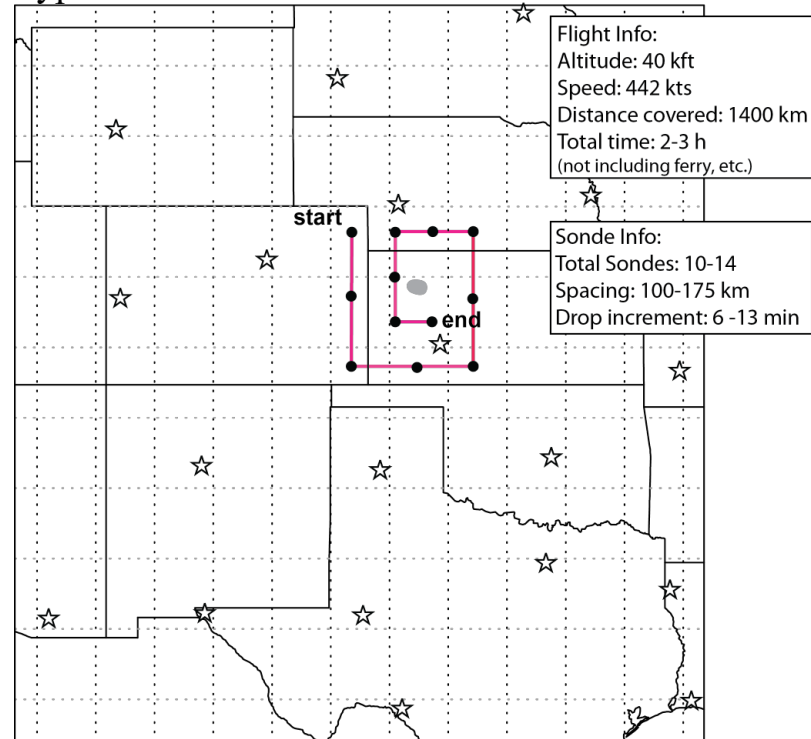 Flight Info:
Altitude: 40 kft
Speed: 442 kts
Distance covered: 1400 km
Total time: 2-3 h
(not including ferry, etc.)
start
Sonde Info:
Total Sondes: 10-14
Spacing: 100-175 km
Drop increment: 6 -13 min
end